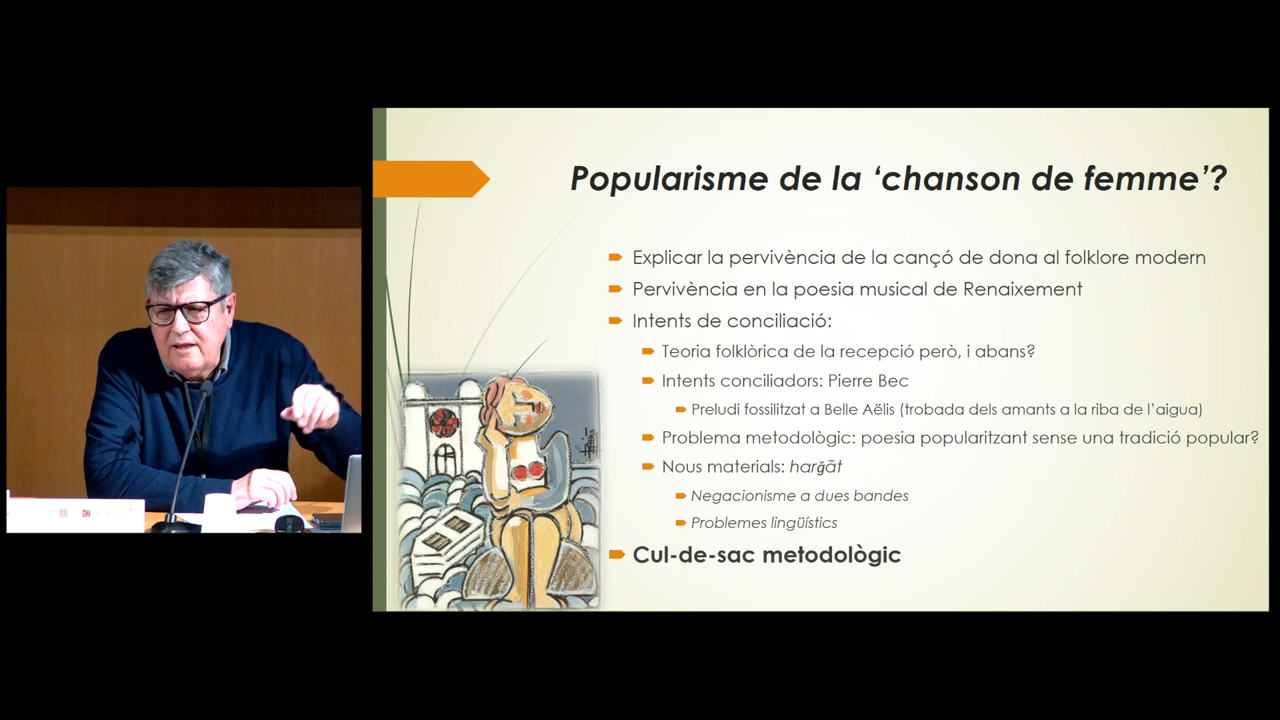 Popularisme de la ‘chanson de femme’?
Explicar la pervivència de la cançó de dona al folklore modern
Pervivència en la poesia musical de Renaixement
Intents de conciliació:
Teoria folklòrica de la recepció però, i abans?
Intents conciliadors: Pierre Bec
Preludi fossilitzat a Belle Aëlis (trobada dels amants a la riba de l’aigua)
Problema metodològic: poesia popularitzant sense una tradició popular?
Nous materials: harǧāt
Negacionisme a dues bandes
Problemes lingüístics
Cul-de-sac metodològic